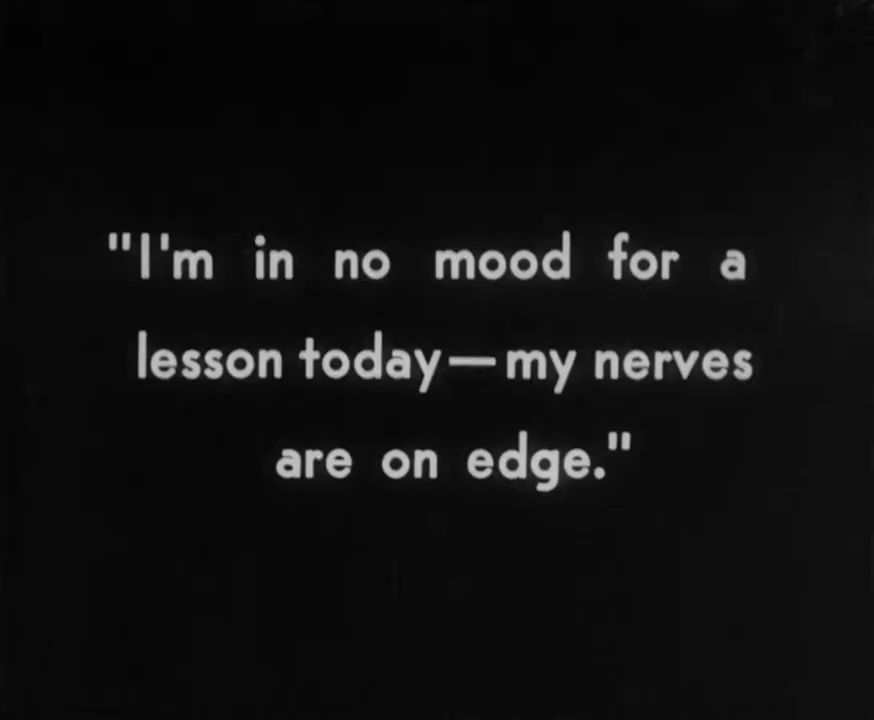 "I'm in no mood for a
lesson today—my nerves
are on edge."